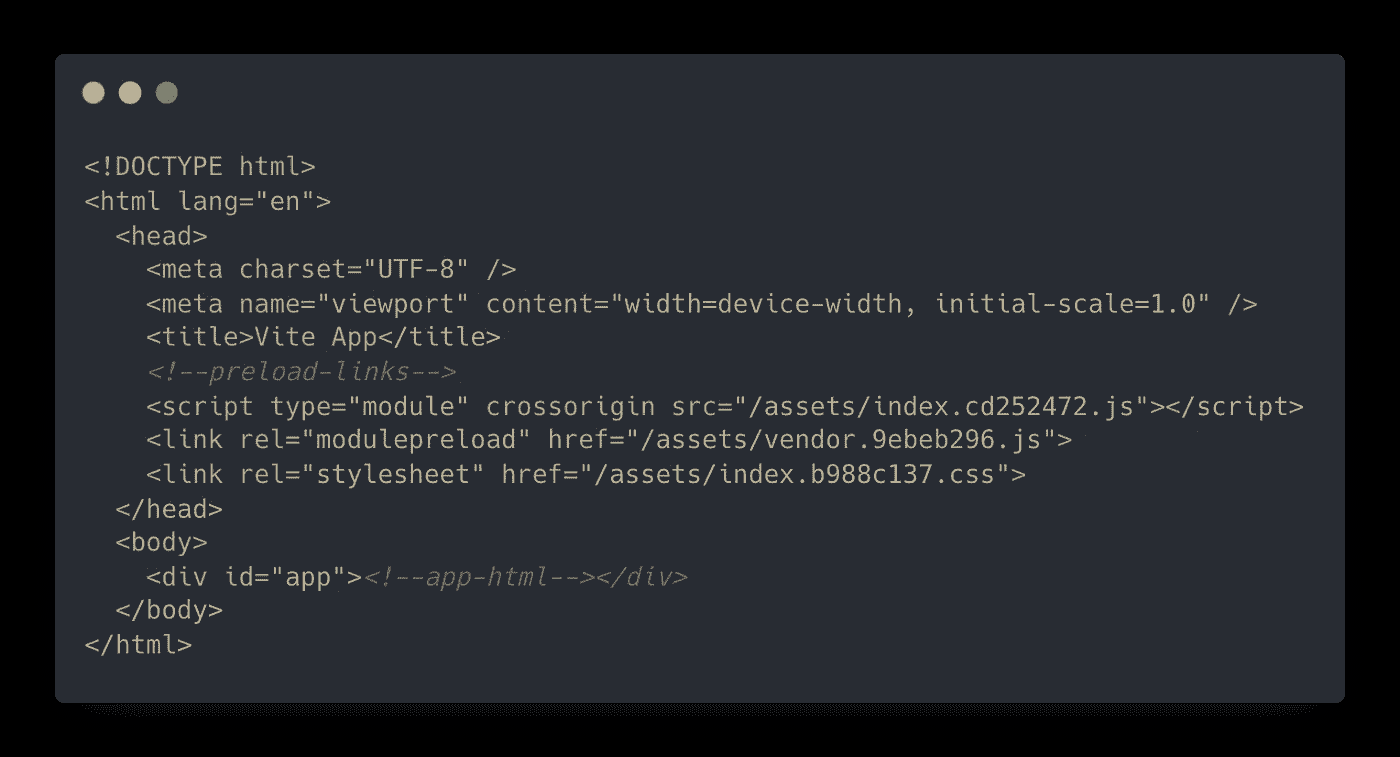 <!DOCTYPE html>
<html lang="en">
  <head>
    <meta charset="UTF-8" />
    <meta name="viewport" content="width=device-width, initial-scale=1.0" />
    <title>Vite App</title>
    <!--preload-links-->
    <script type="module" crossorigin src="/assets/index.cd252472.js"></script>
    <link rel="modulepreload" href="/assets/vendor.9ebeb296.js">
    <link rel="stylesheet" href="/assets/index.b988c137.css">
  </head>
  <body>
    <div id="app"><!--app-html--></div>
  </body>
</html>